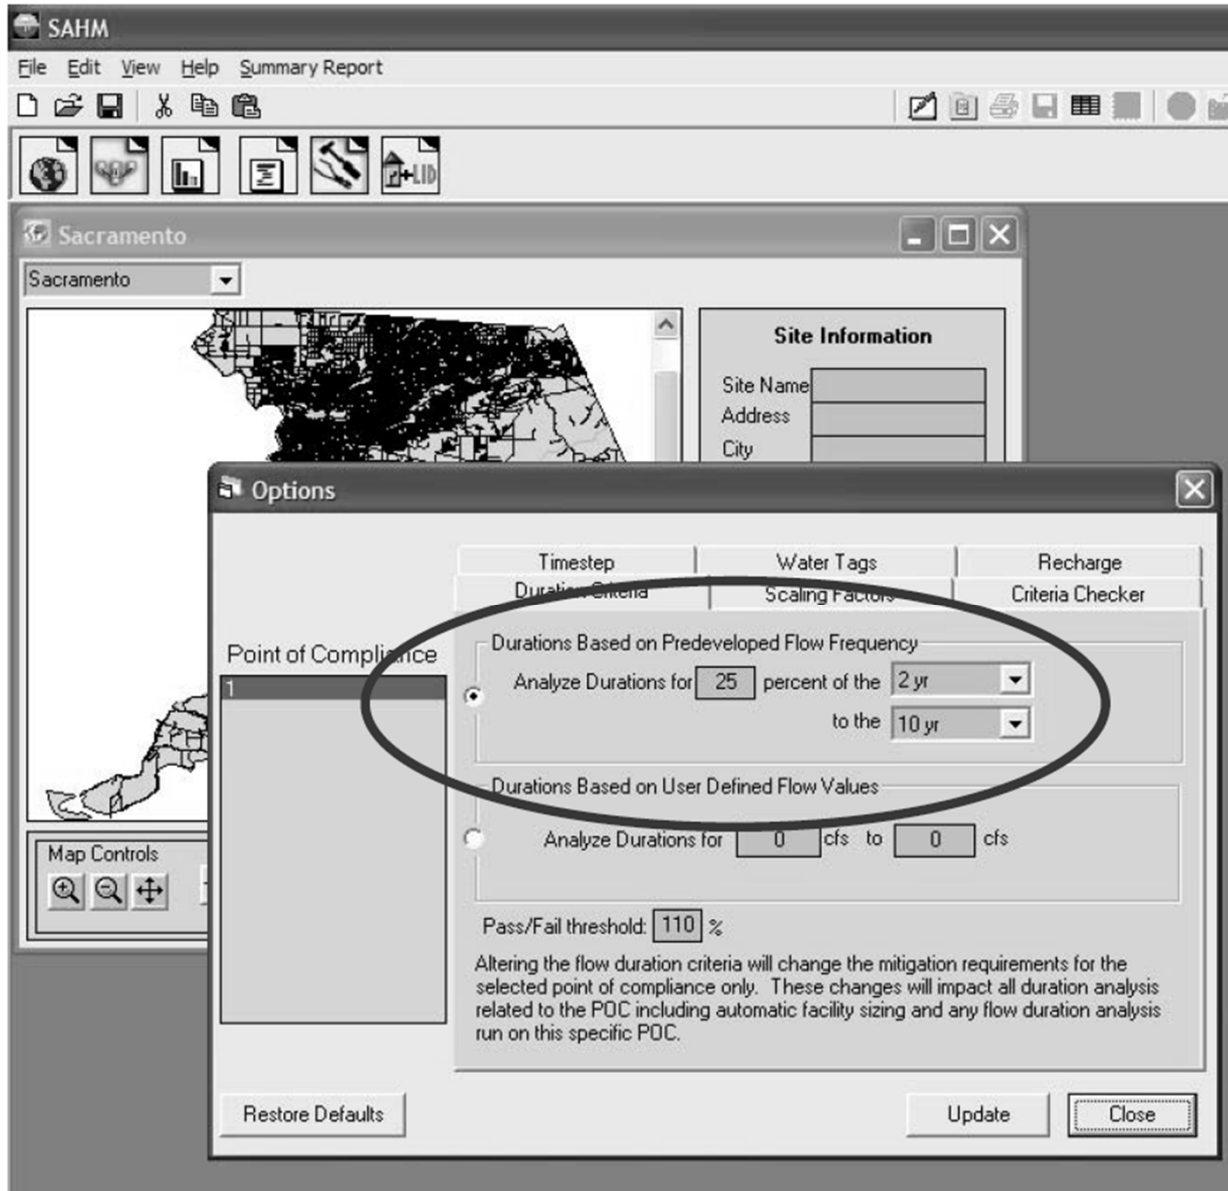 SAHM
File Edit View Help Summary Report
+LID
Sacramento
Sacramento
Site Information
Site Name
Address
City
Map Controls
Options
Timestep Water Tags Recharge
Duration Criteria Scaling Factors Criteria Checker
Point of Compliance
1
Durations Based on Predeveloped Flow Frequency
Analyze Durations for 25 percent of the 2 yr
to the 10 yr
Durations Based on User Defined Flow Values
Analyze Durations for 0 cfs to 0 cfs
Pass/Fail threshold: 110 %
Altering the flow duration criteria will change the mitigation requirements for the
selected point of compliance only. These changes will impact all duration analysis
related to the POC including automatic facility sizing and any flow duration analysis
run on this specific POC.
Restore Defaults Update Close